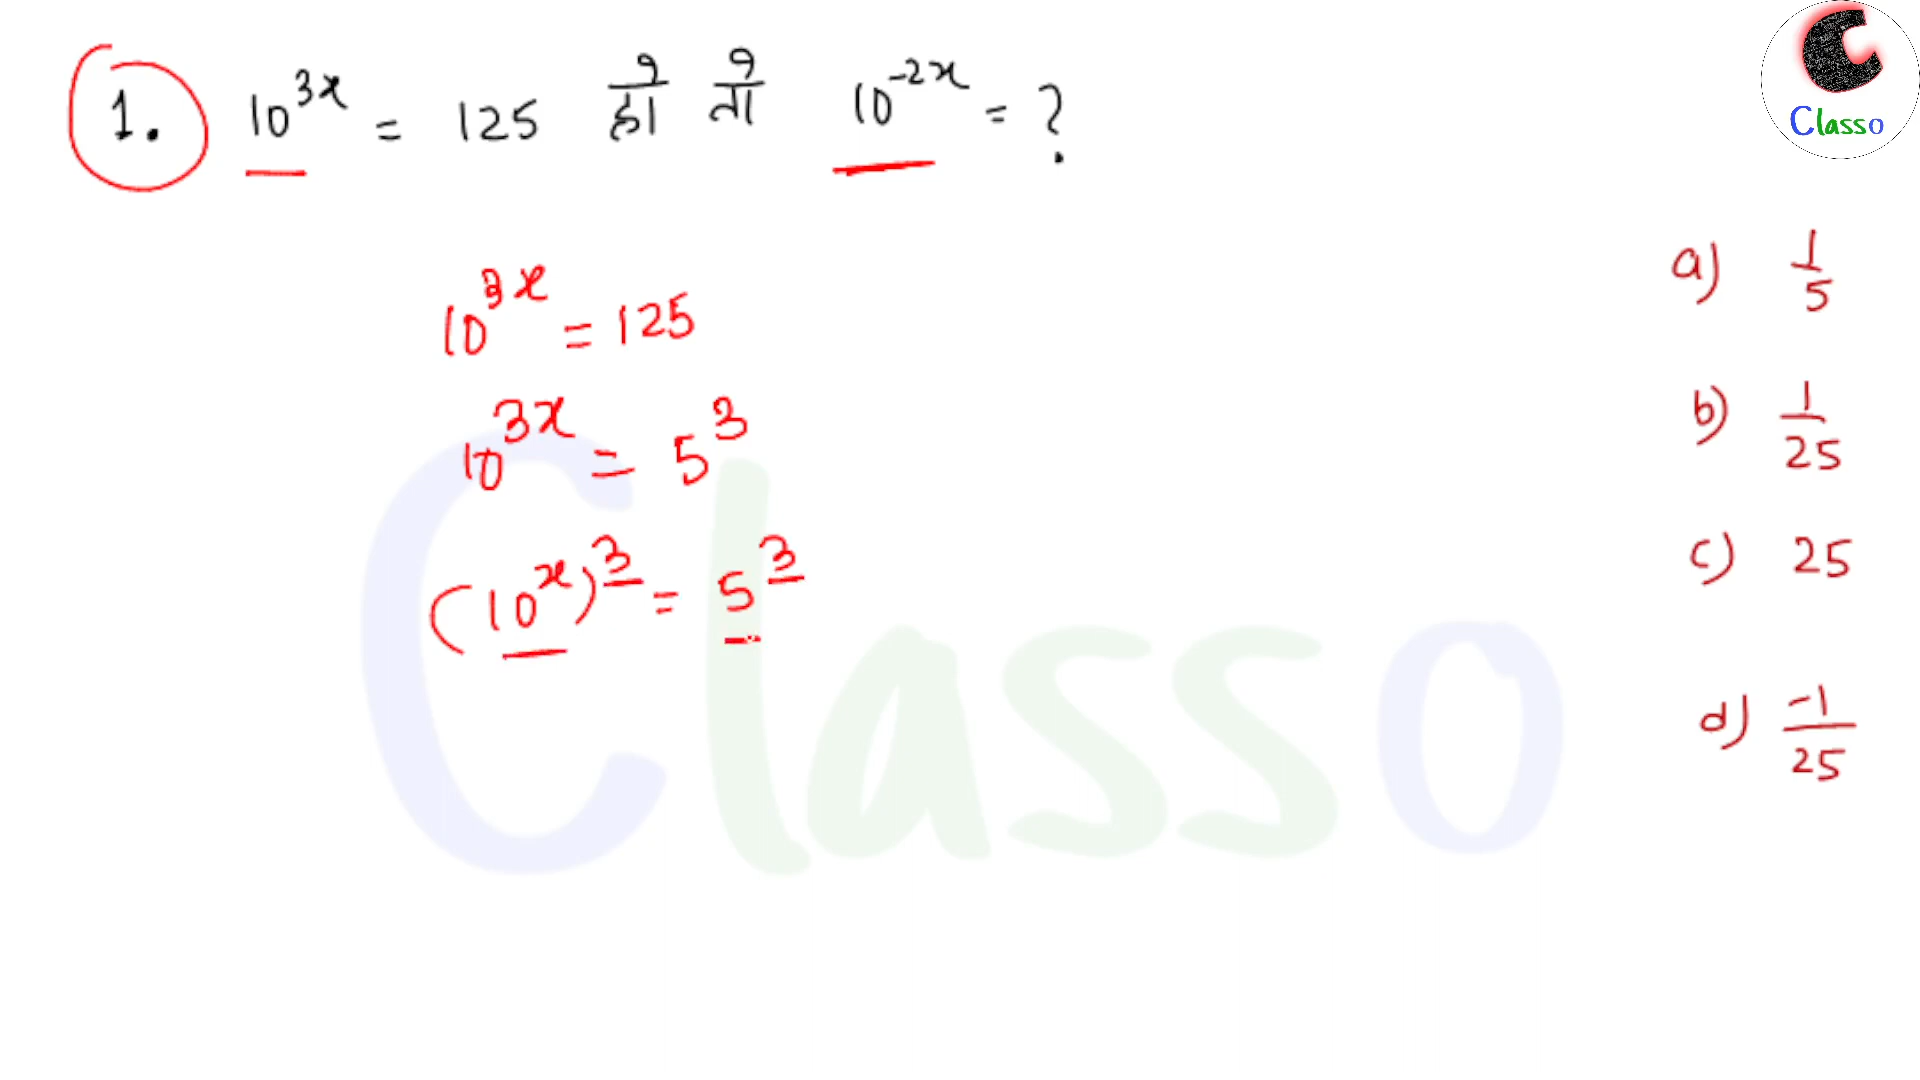 1. 10^{3x} = 125 हो तो 10^{-2x} = ?
10^{3x} = 125
10^{3x} = 5^3
(10^x)^3 = 5^3
a) 1/5
b) 1/25
c) 25
d) -1/25
Classo
Classo